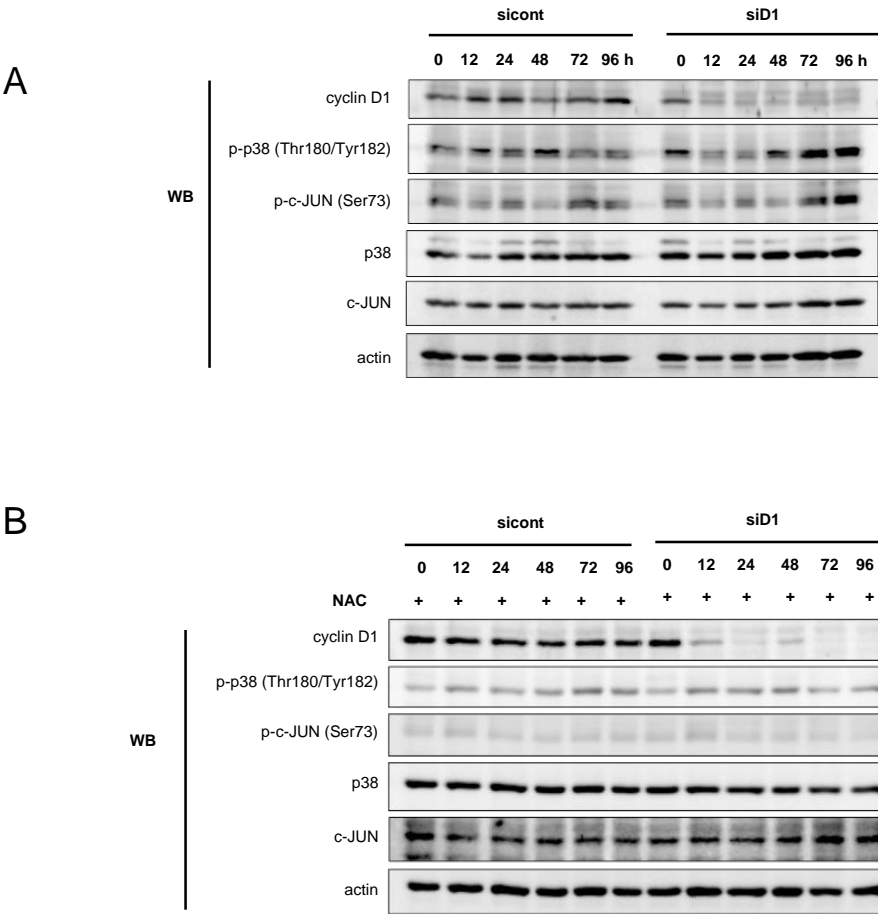 sicont siD1
A
0 12 24 48 72 96 h 0 12 24 48 72 96 h
cyclin D1
p-p38 (Thr180/Tyr182)
WB
p-c-JUN (Ser73)
p38
c-JUN
actin
B
sicont siD1
0 12 24 48 72 96 0 12 24 48 72 96
NAC + + + + + + + + + + + +
cyclin D1
p-p38 (Thr180/Tyr182)
p-c-JUN (Ser73)
WB
p38
c-JUN
actin